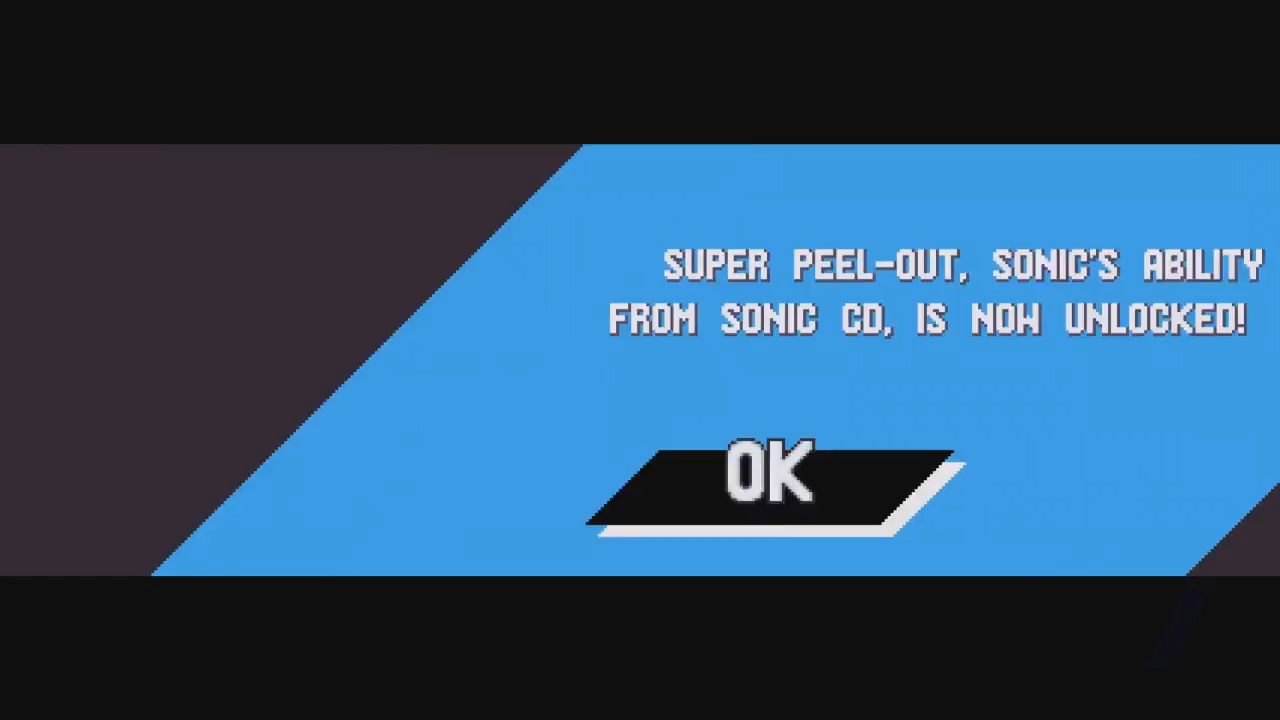 SUPER PEEL-OUT, SONIC'S ABILITY
FROM SONIC CD, IS NOW UNLOCKED!
OK